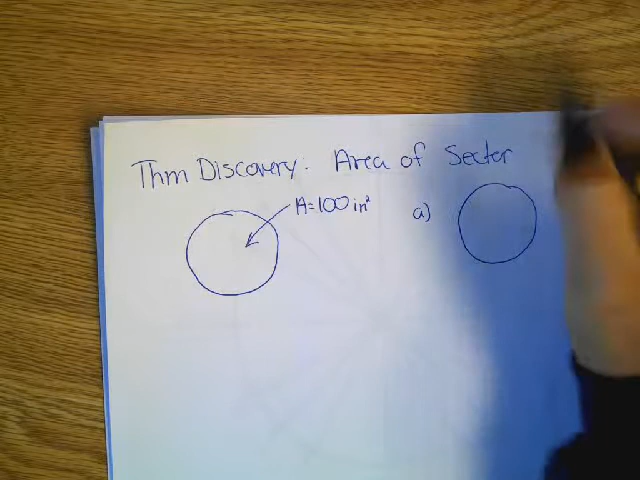 Thm Discovery: Area of Sector
A=100 in²
a)